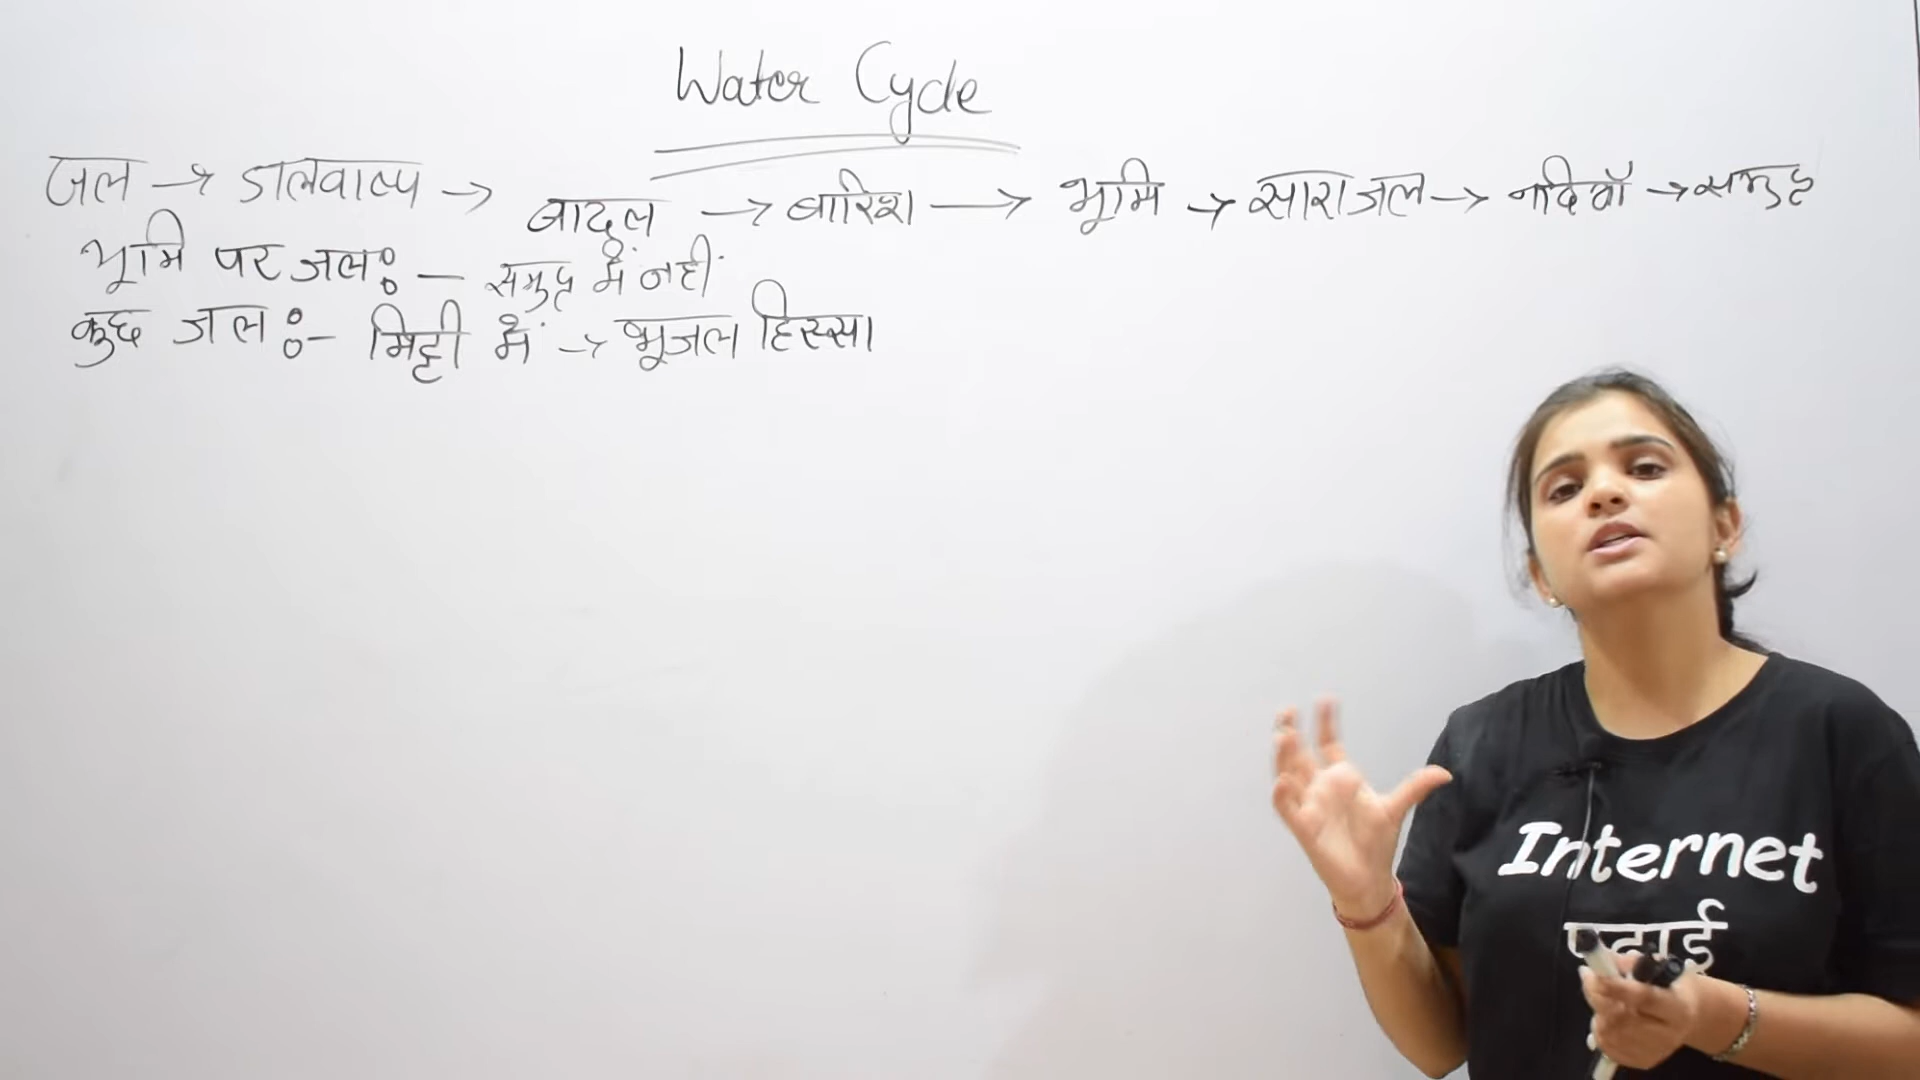 Water Cycle
जल → जलवाष्प → बादल → बारिश → भूमि → सारा जल → नदियाँ → समुद्र
भूमि पर जल :- समुद्र में नहीं
कुछ जल :- मिट्टी में → भूजल हिस्सा
Internet
पढ़ाई